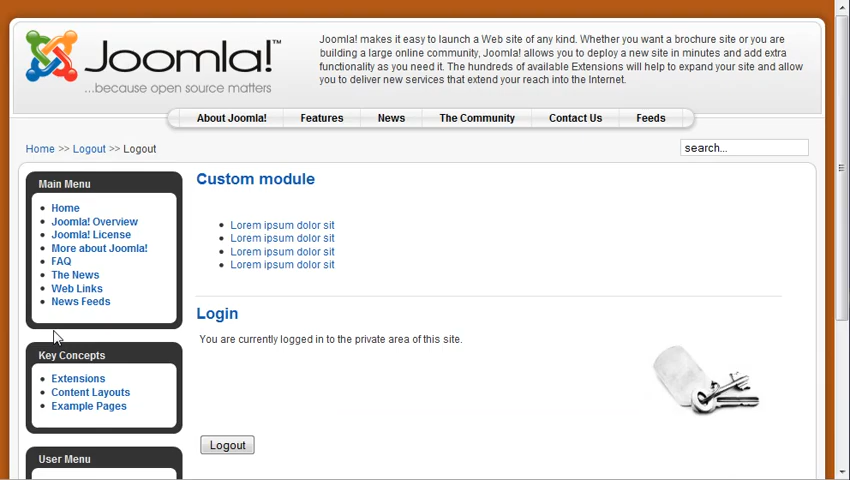 Joomla!™
...because open source matters
Joomla! makes it easy to launch a Web site of any kind. Whether you want a brochure site or you are
building a large online community, Joomla! allows you to deploy a new site in minutes and add extra
functionality as you need it. The hundreds of available Extensions will help to expand your site and allow
you to deliver new services that extend your reach into the Internet.
About Joomla! Features News The Community Contact Us Feeds
Home >> Logout >> Logout
search...
Main Menu
Home
Joomla! Overview
Joomla! License
More about Joomla!
FAQ
The News
Web Links
News Feeds
Key Concepts
Extensions
Content Layouts
Example Pages
User Menu
Custom module
Lorem ipsum dolor sit
Lorem ipsum dolor sit
Lorem ipsum dolor sit
Lorem ipsum dolor sit
Login
You are currently logged in to the private area of this site.
Logout